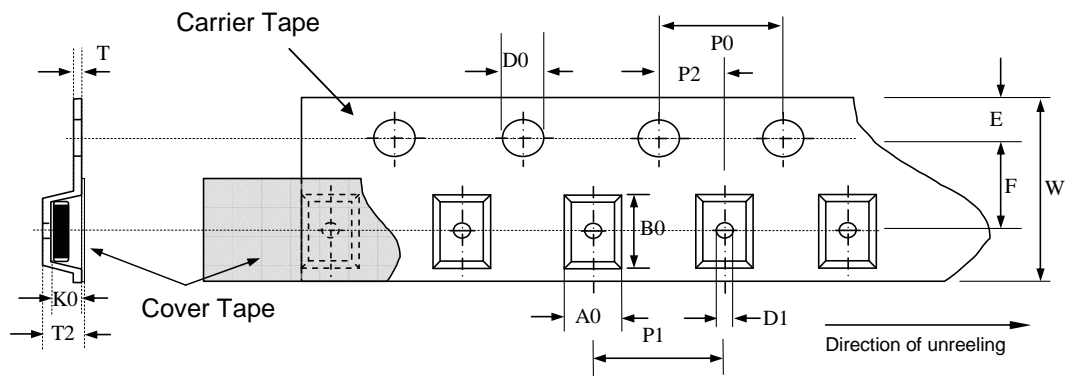 Carrier Tape
T
D0
P0
P2
E
F
W
B0
K0
Cover Tape
T2
A0
P1
D1
Direction of unreeling